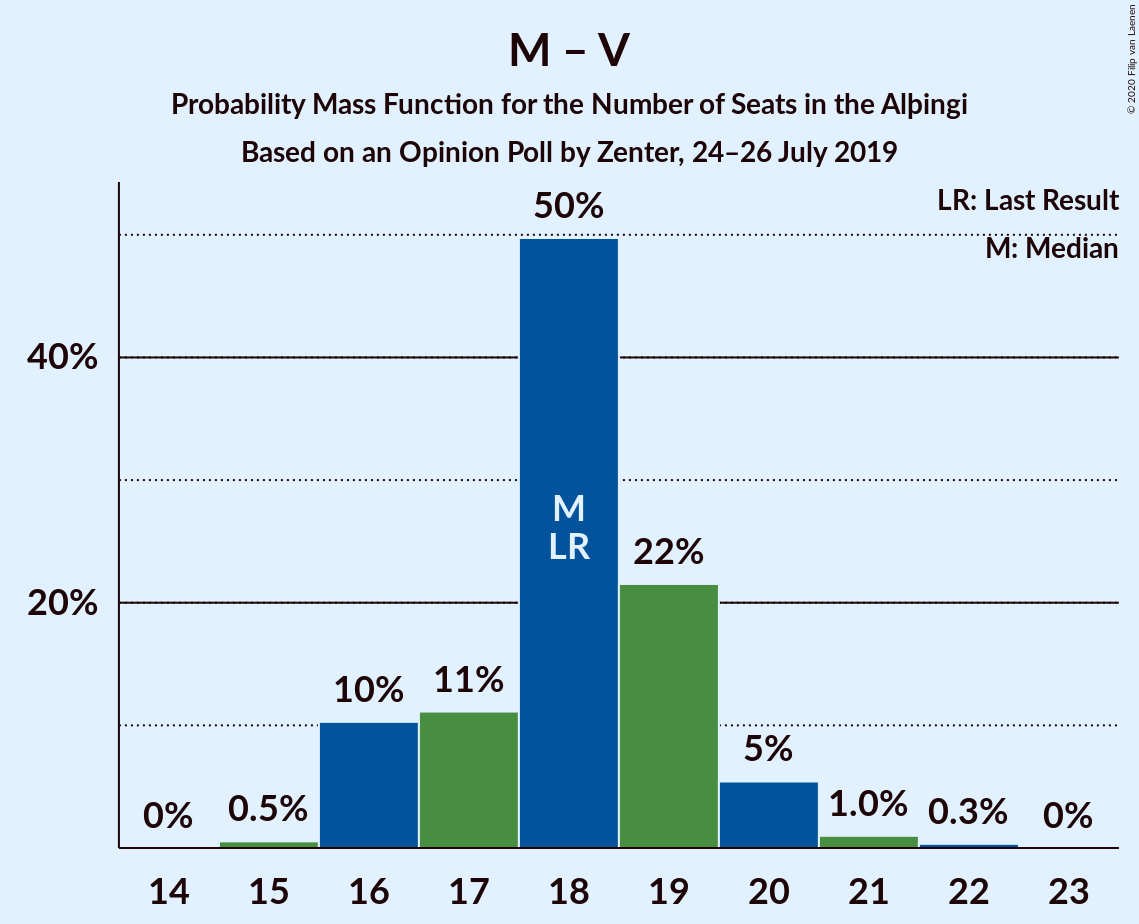 M – V
Probability Mass Function for the Number of Seats in the Alþingi
Based on an Opinion Poll by Zenter, 24–26 July 2019
© 2020 Filip van Laenen
LR: Last Result
M: Median
50%
40%
20%
M
LR
0%
0.5%
10%
11%
22%
5%
1.0%
0.3%
0%
14 15 16 17 18 19 20 21 22 23